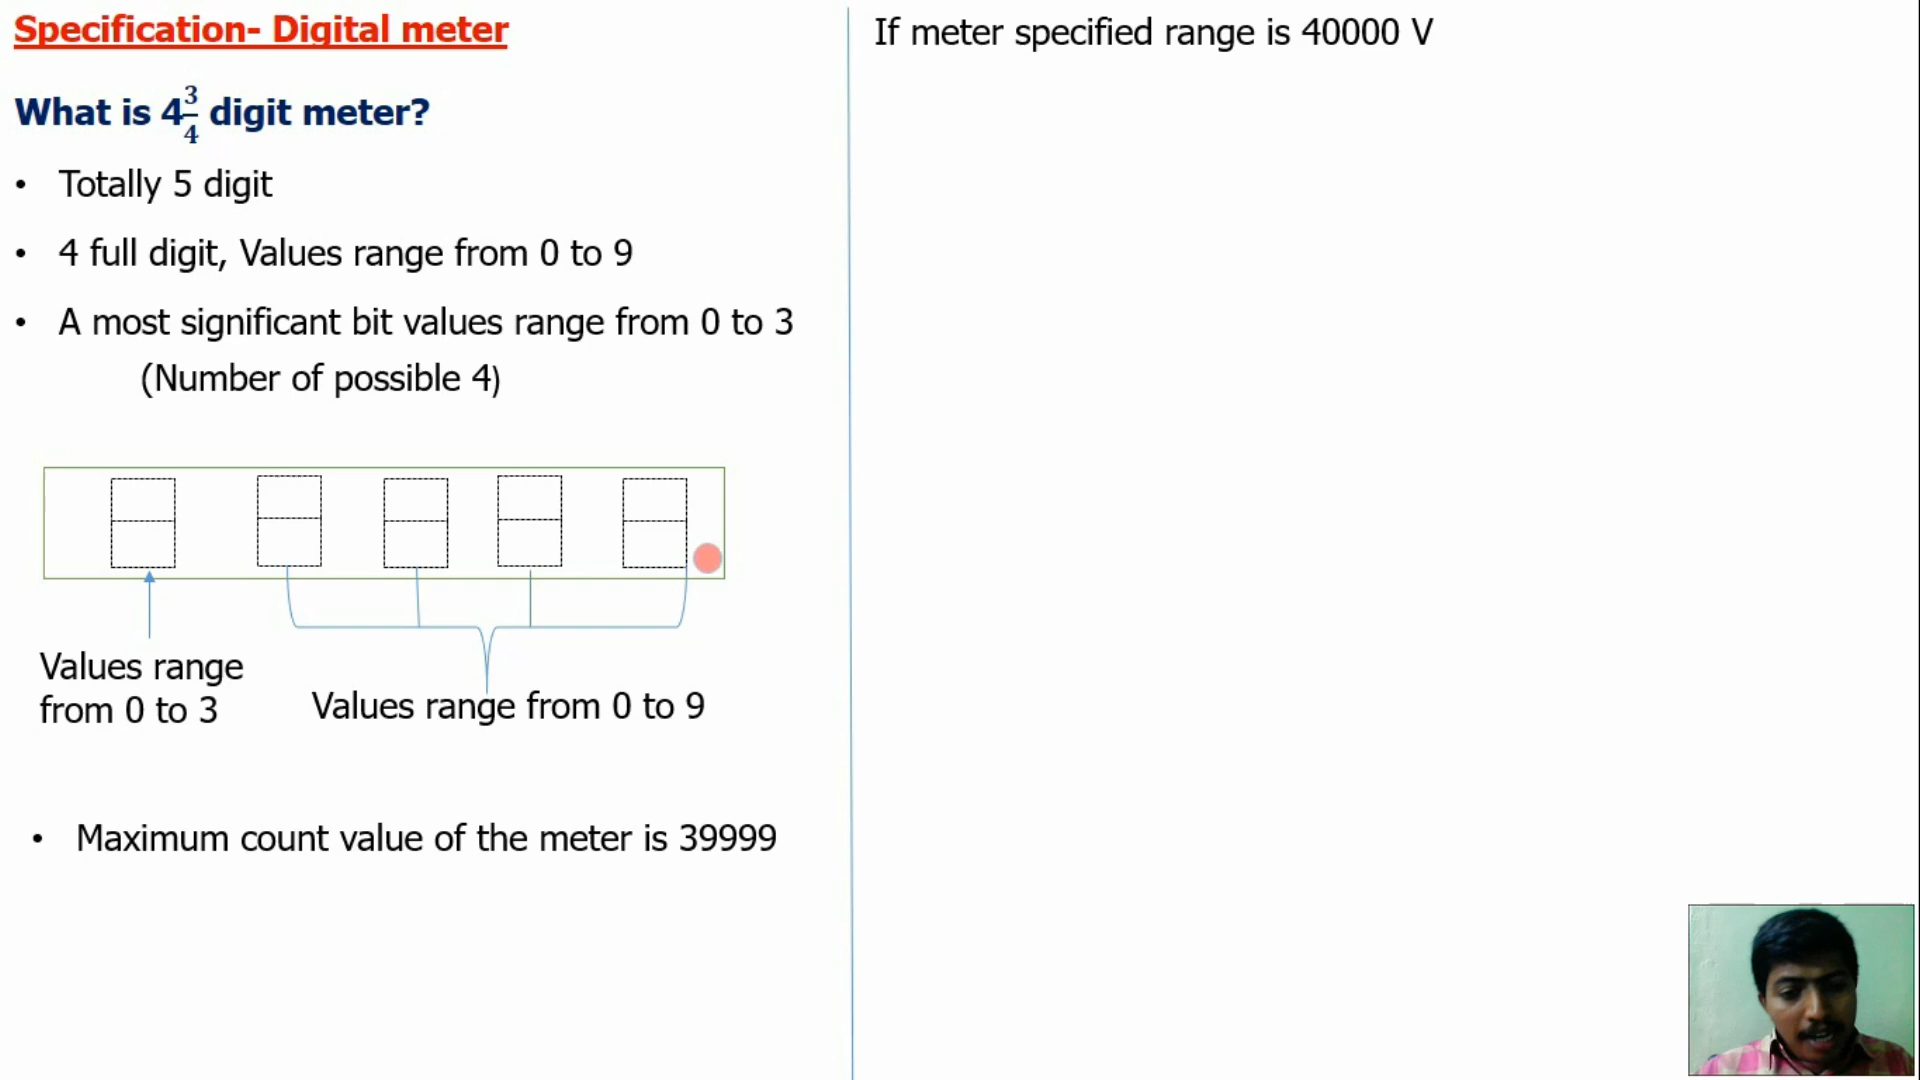 Specification- Digital meter
What is 4 3/4 digit meter?
• Totally 5 digit
• 4 full digit, Values range from 0 to 9
• A most significant bit values range from 0 to 3
(Number of possible 4)
Values range
from 0 to 3
Values range from 0 to 9
• Maximum count value of the meter is 39999
If meter specified range is 40000 V